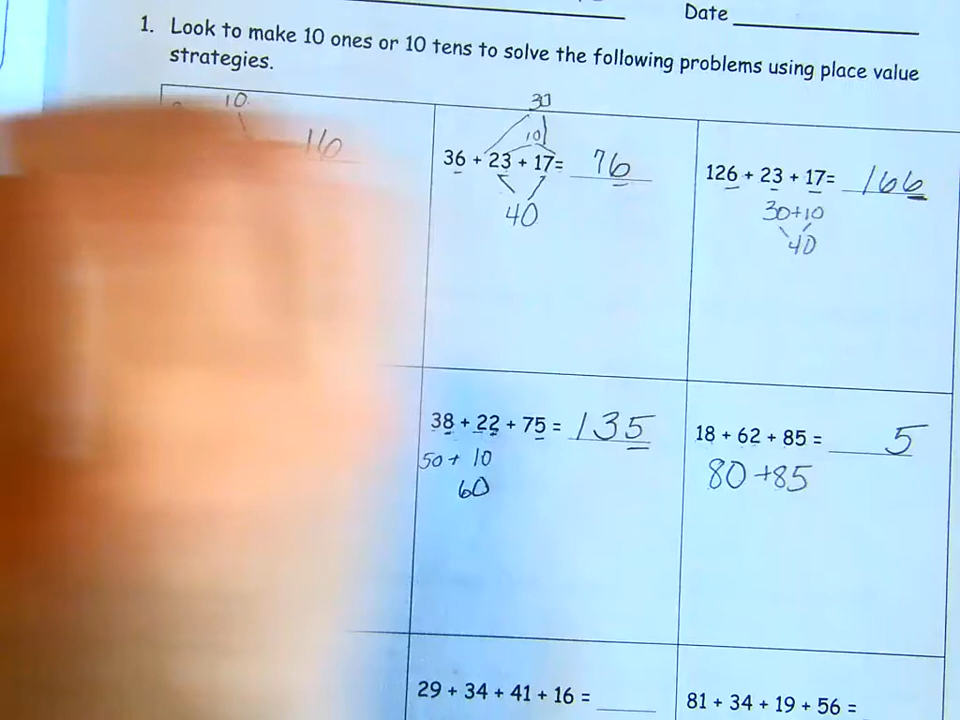 Date
1. Look to make 10 ones or 10 tens to solve the following problems using place value
strategies.
10
16
30
10
36 + 23 + 17= 76
40
126 + 23 + 17= 166
30+10
40
38 + 22 + 75 = 135
50 + 10
60
18 + 62 + 85 = 5
80 +85
29 + 34 + 41 + 16 =
81 + 34 + 19 + 56 =